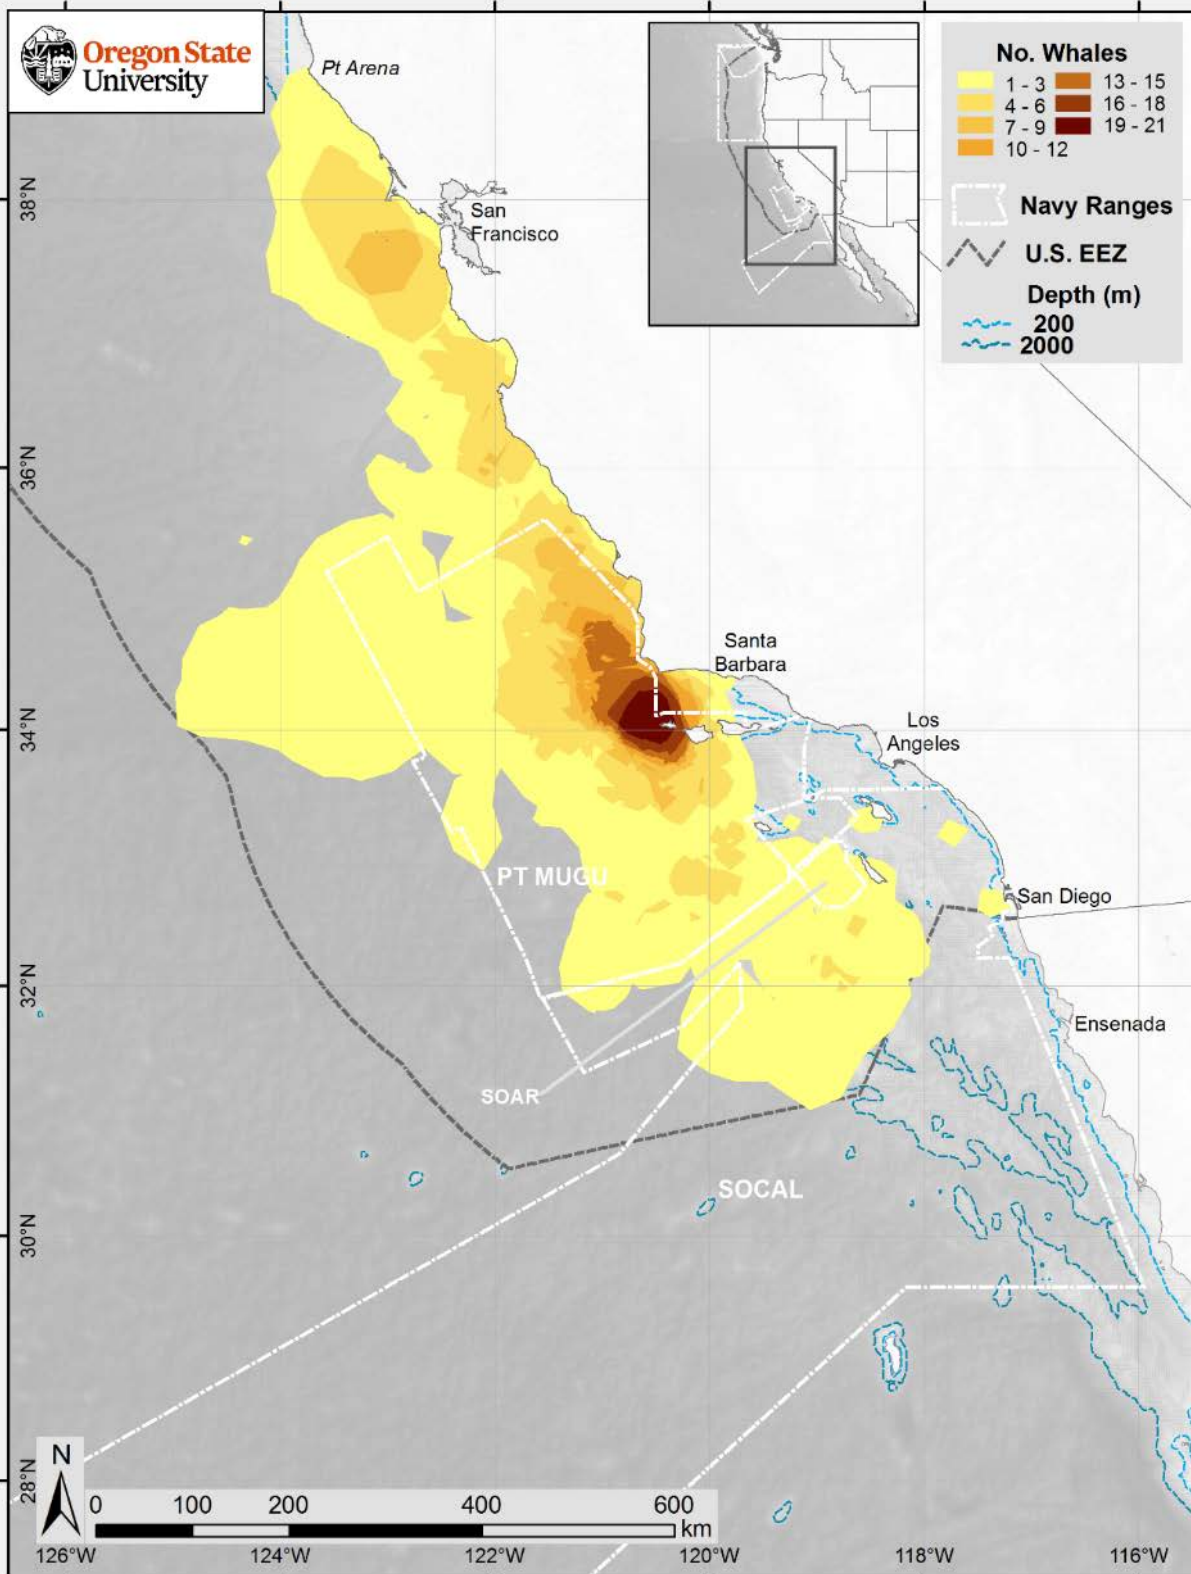 Oregon State
University
Pt Arena
San
Francisco
No. Whales
1 - 3
4 - 6
7 - 9
10 - 12
13 - 15
16 - 18
19 - 21
Navy Ranges
U.S. EEZ
Depth (m)
200
2000
38°N
36°N
34°N
32°N
30°N
28°N
Santa
Barbara
Los
Angeles
PT MUGU
San Diego
Ensenada
SOAR
SOCAL
N
0 100 200 400 600
km
126°W 124°W 122°W 120°W 118°W 116°W